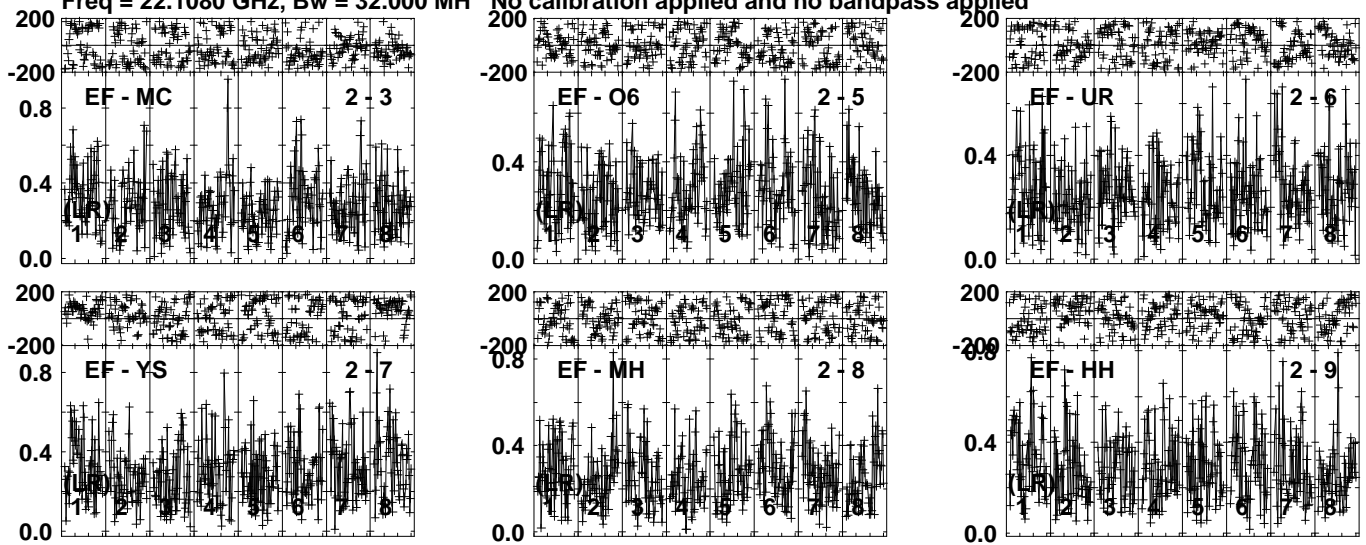 Freq = 22.1080 GHz, Bw = 32.000 MH No calibration applied and no bandpass applied
200 200 200
-200 -200 -200
EF - MC 2 - 3 EF - O6 2 - 5 EF - UR 2 - 6
0.8
0.4 0.4 0.4
(LR) (LR) (LR)
1 2 3 4 5 6 7 8 1 2 3 4 5 6 7 8 1 2 3 4 5 6 7 8
0.0 0.0 0.0
200 200 200
-200 -200 -200
0.8 0.8 0.8
EF - YS 2 - 7 EF - MH 2 - 8 EF - HH 2 - 9
0.4 0.4 0.4
(LR) (LR) (LR)
1 2 3 4 5 6 7 8 1 2 3 4 5 6 7 8 1 2 3 4 5 6 7 8
0.0 0.0 0.0